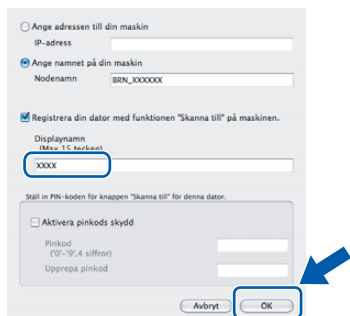 Ange adressen till din maskin
IP-adress
Ange namnet på din maskin
Nodenamn BRN_XXXXXX
Registrera din dator med funktionen "Skanna till" på maskinen.
Displaynamn
(Max 15 tecken)
XXXX
Ställ in PIN-koden för knappen "Skanna till" för denna dator.
Aktivera pinkods skydd
Pinkod
('0'-'9',4 siffror)
Upprepa pinkod
Avbryt OK